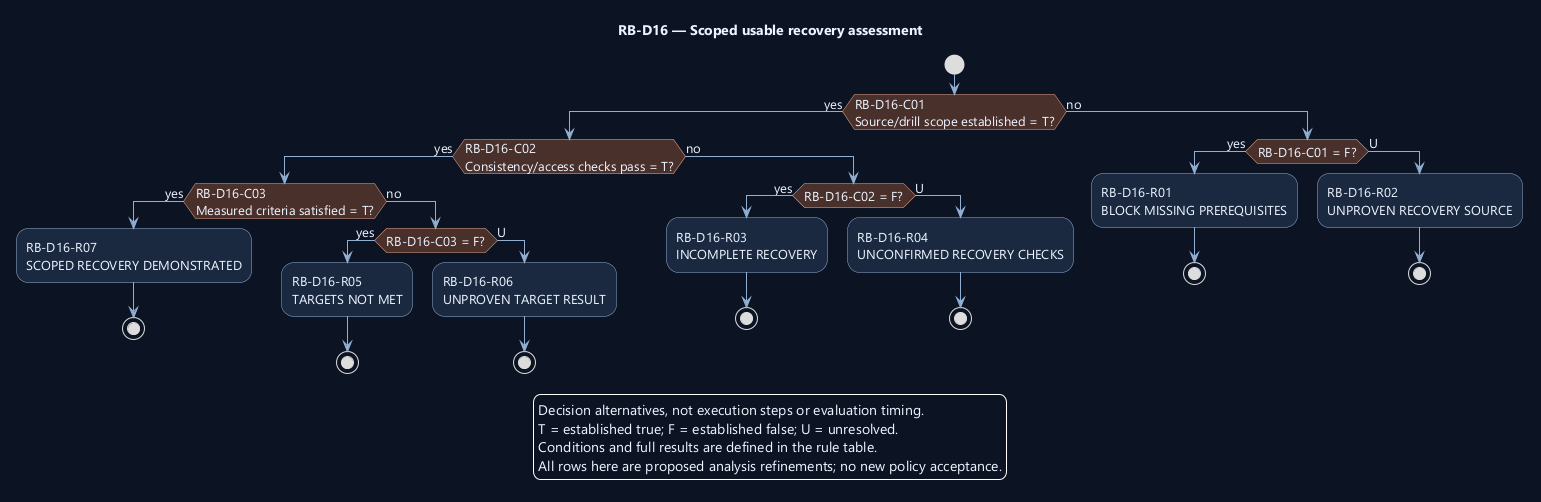 RB-D16 — Scoped usable recovery assessment
yes
RB-D16-C01
Source/drill scope established = T?
no
yes
RB-D16-C02
Consistency/access checks pass = T?
no
yes
RB-D16-C01 = F?
U
yes
RB-D16-C03
Measured criteria satisfied = T?
no
yes
RB-D16-C02 = F?
U
RB-D16-R01
BLOCK MISSING PREREQUISITES
RB-D16-R02
UNPROVEN RECOVERY SOURCE
RB-D16-R07
SCOPED RECOVERY DEMONSTRATED
yes
RB-D16-C03 = F?
U
RB-D16-R03
INCOMPLETE RECOVERY
RB-D16-R04
UNCONFIRMED RECOVERY CHECKS
RB-D16-R05
TARGETS NOT MET
RB-D16-R06
UNPROVEN TARGET RESULT
Decision alternatives, not execution steps or evaluation timing.
T = established true; F = established false; U = unresolved.
Conditions and full results are defined in the rule table.
All rows here are proposed analysis refinements; no new policy acceptance.